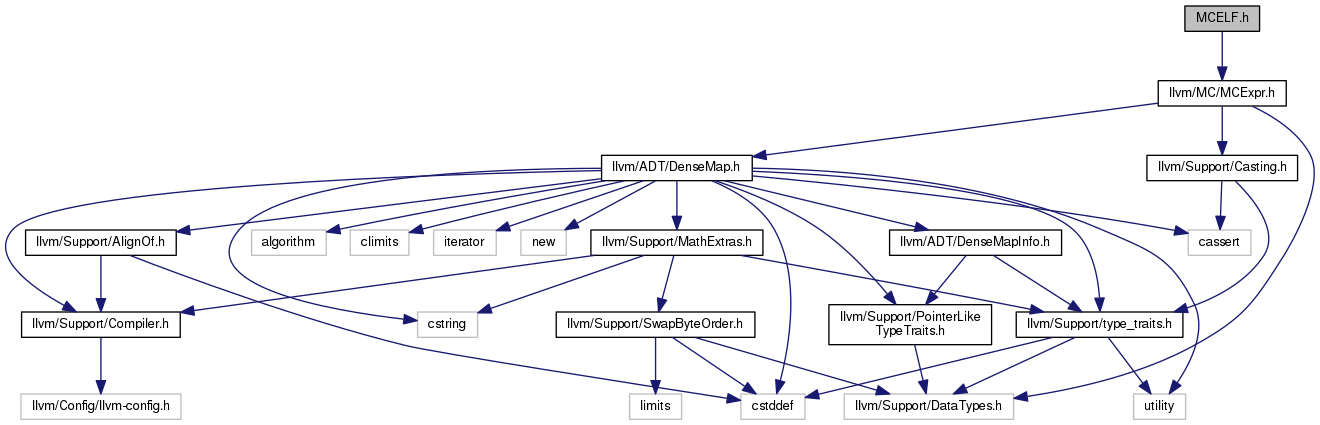 MCELF.h
llvm/MC/MCExpr.h
llvm/ADT/DenseMap.h
llvm/Support/Casting.h
llvm/Support/AlignOf.h
algorithm
climits
iterator
new
llvm/Support/MathExtras.h
llvm/ADT/DenseMapInfo.h
cassert
llvm/Support/Compiler.h
cstring
llvm/Support/SwapByteOrder.h
llvm/Support/PointerLike
TypeTraits.h
llvm/Support/type_traits.h
llvm/Config/llvm-config.h
limits
cstddef
llvm/Support/DataTypes.h
utility